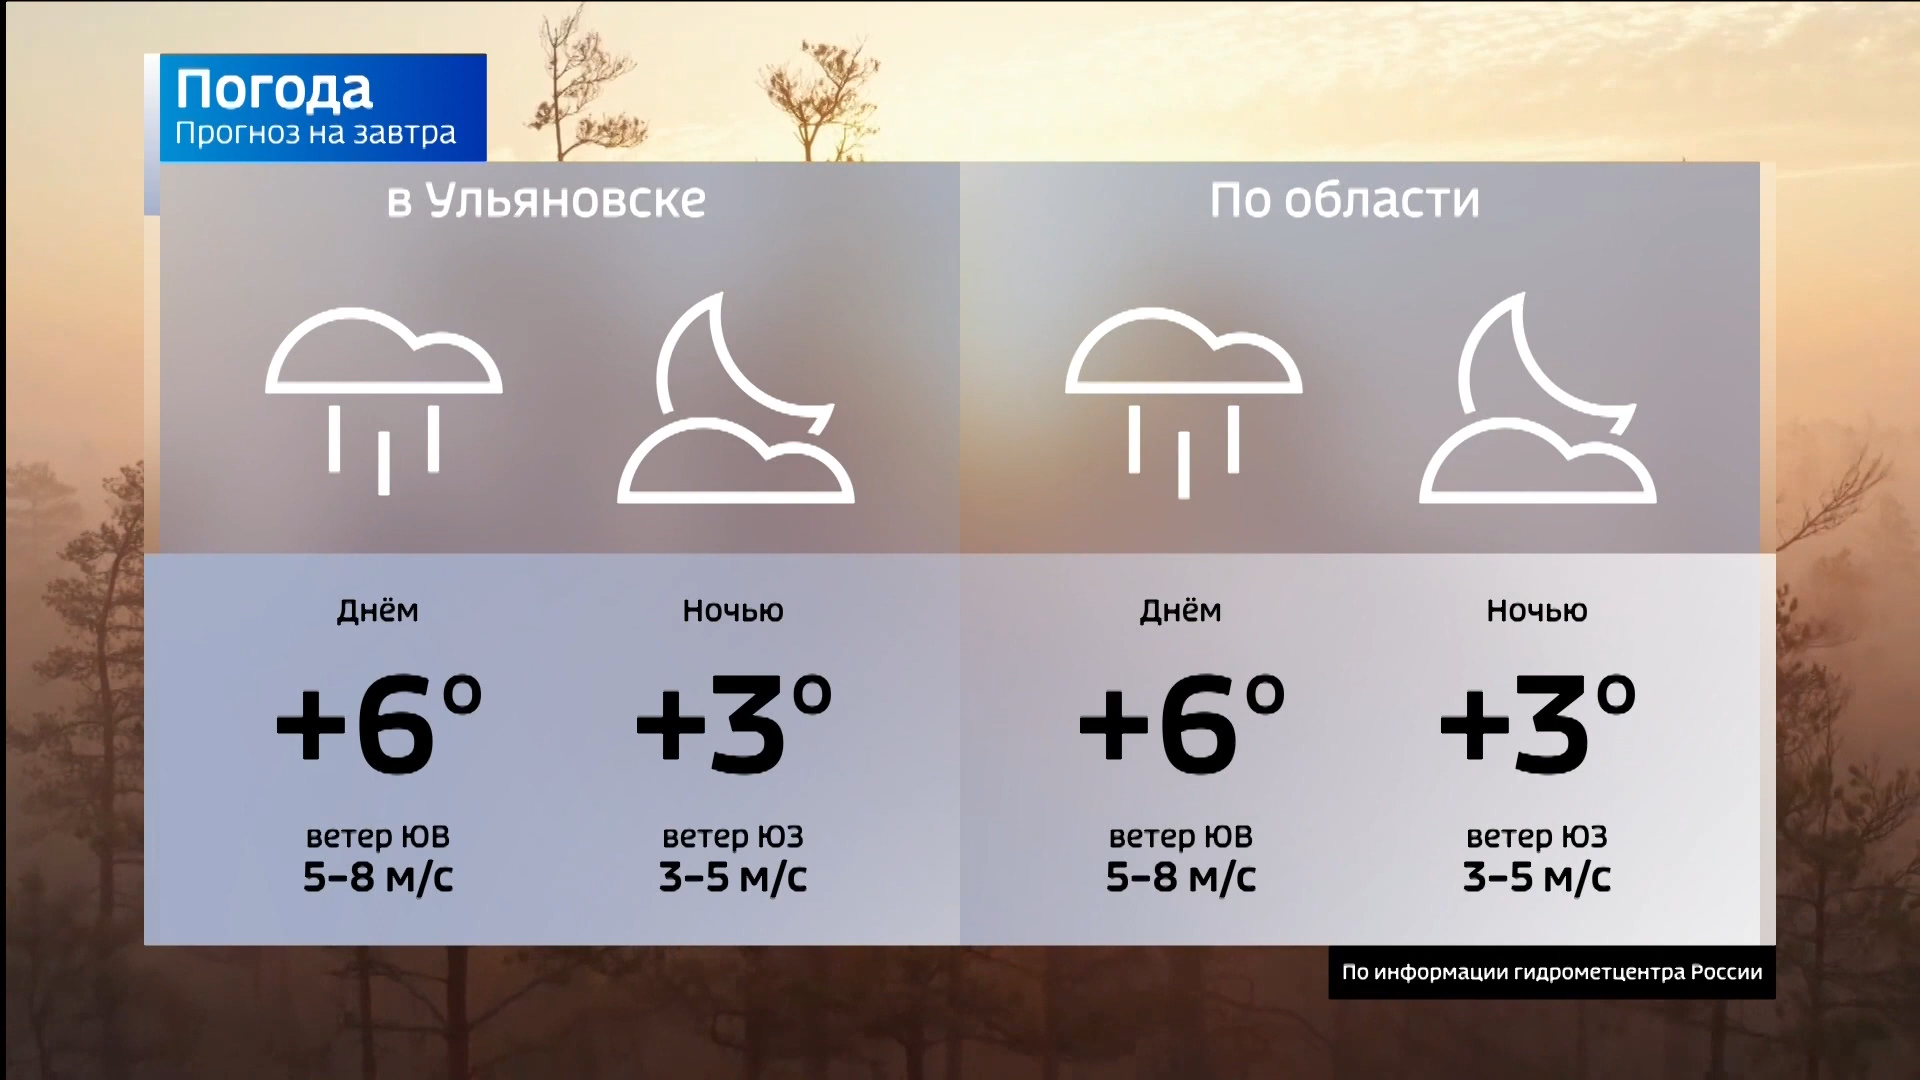 Погода
Прогноз на завтра
в Ульяновске
Днём
Ночью
+6°
+3°
ветер ЮВ
5-8 м/с
ветер ЮЗ
3-5 м/с
По области
Днём
Ночью
+6°
+3°
ветер ЮВ
5-8 м/с
ветер ЮЗ
3-5 м/с
По информации гидрометцентра России